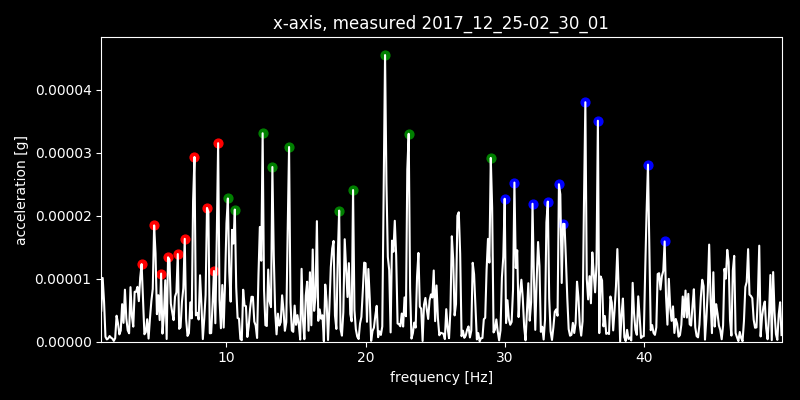 x-axis, measured 2017_12_25-02_30_01
0.00004
0.00003
0.00002
0.00001
0.00000
acceleration [g]
10 20 30 40
frequency [Hz]